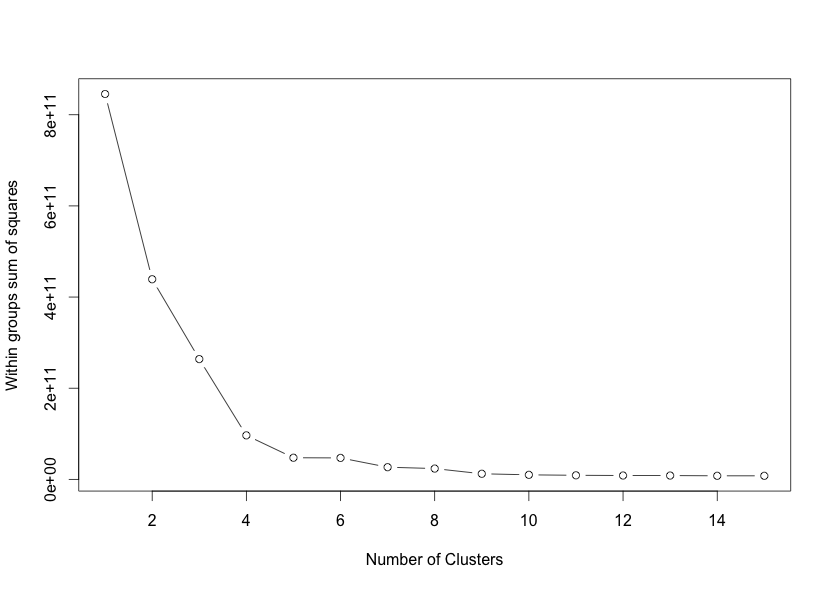 Within groups sum of squares
8e+11
6e+11
4e+11
2e+11
0e+00
2 4 6 8 10 12 14
Number of Clusters